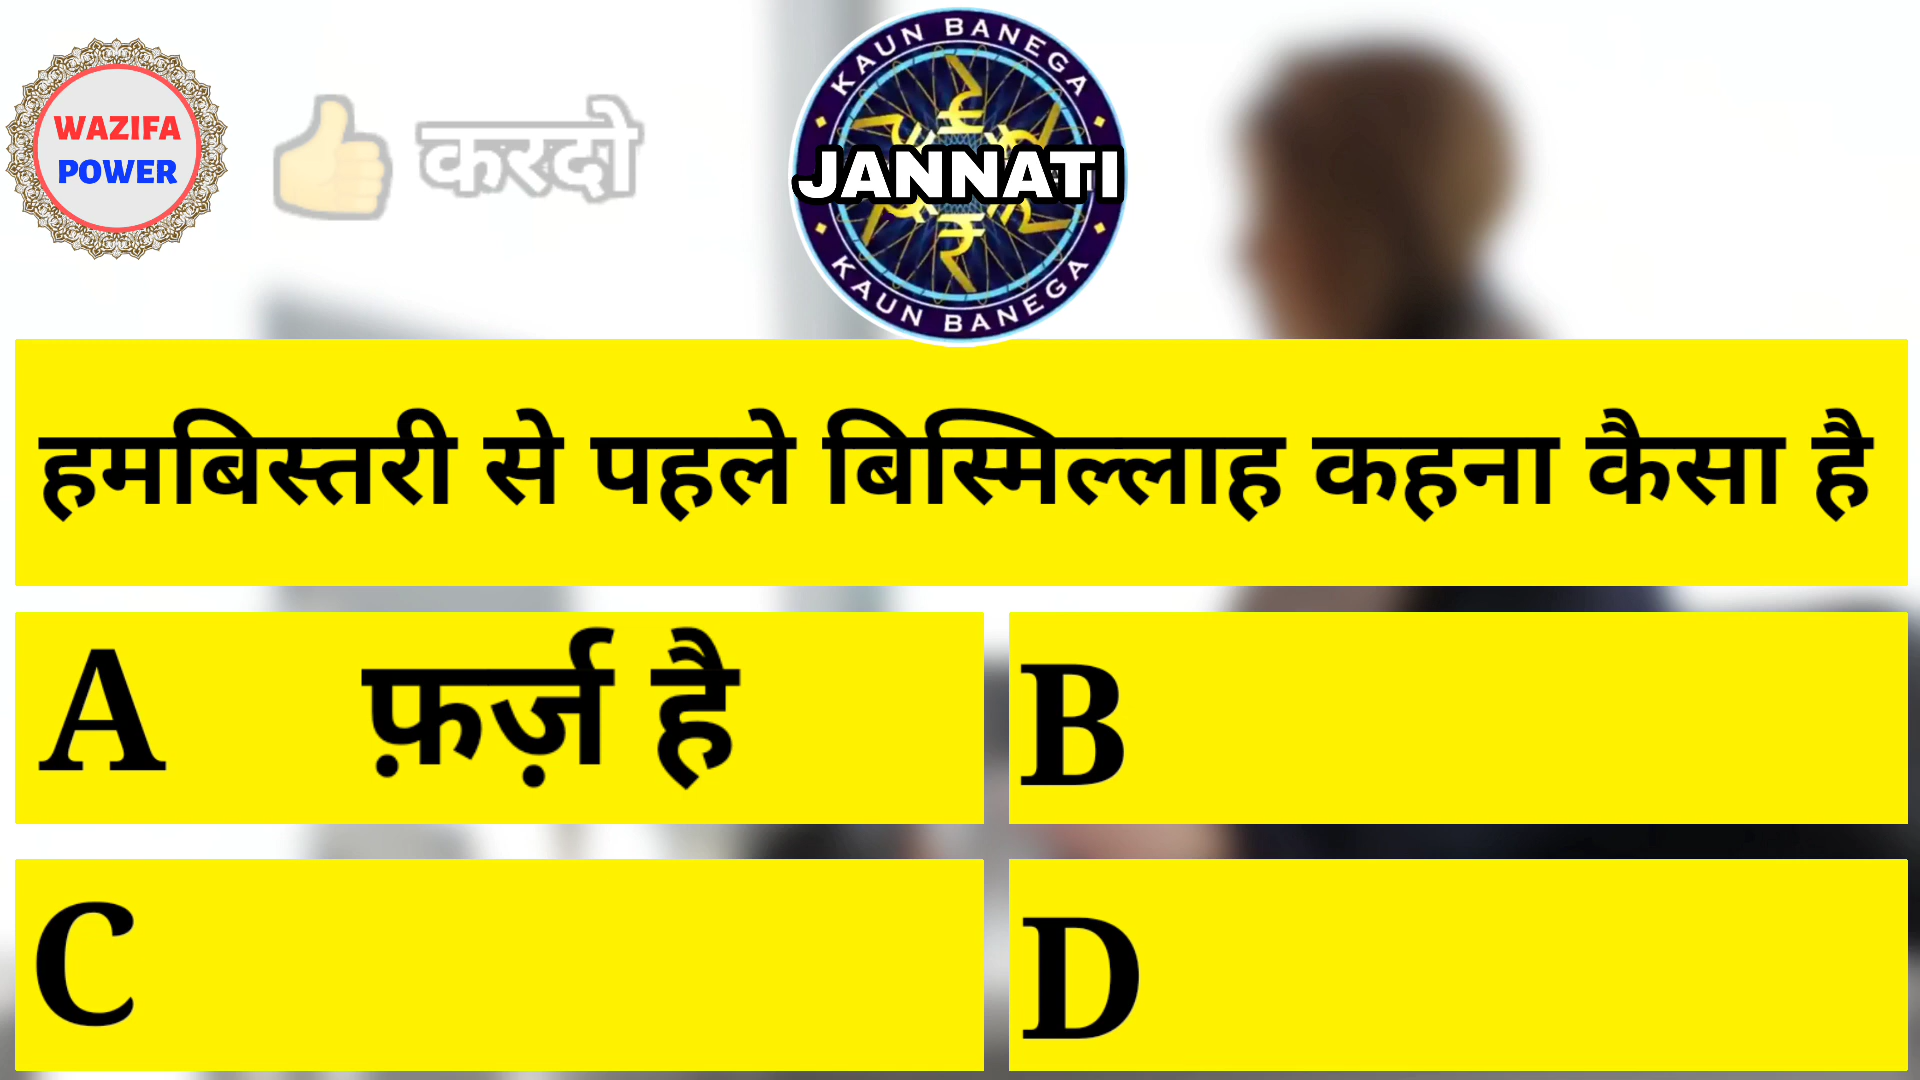 WAZIFA
POWER
👍 करदो
KAUN BANEGA
JANNATI
KAUN BANEGA
हमबिस्तरी से पहले बिस्मिल्लाह कहना कैसा है
A फ़र्ज़ है
B
C
D